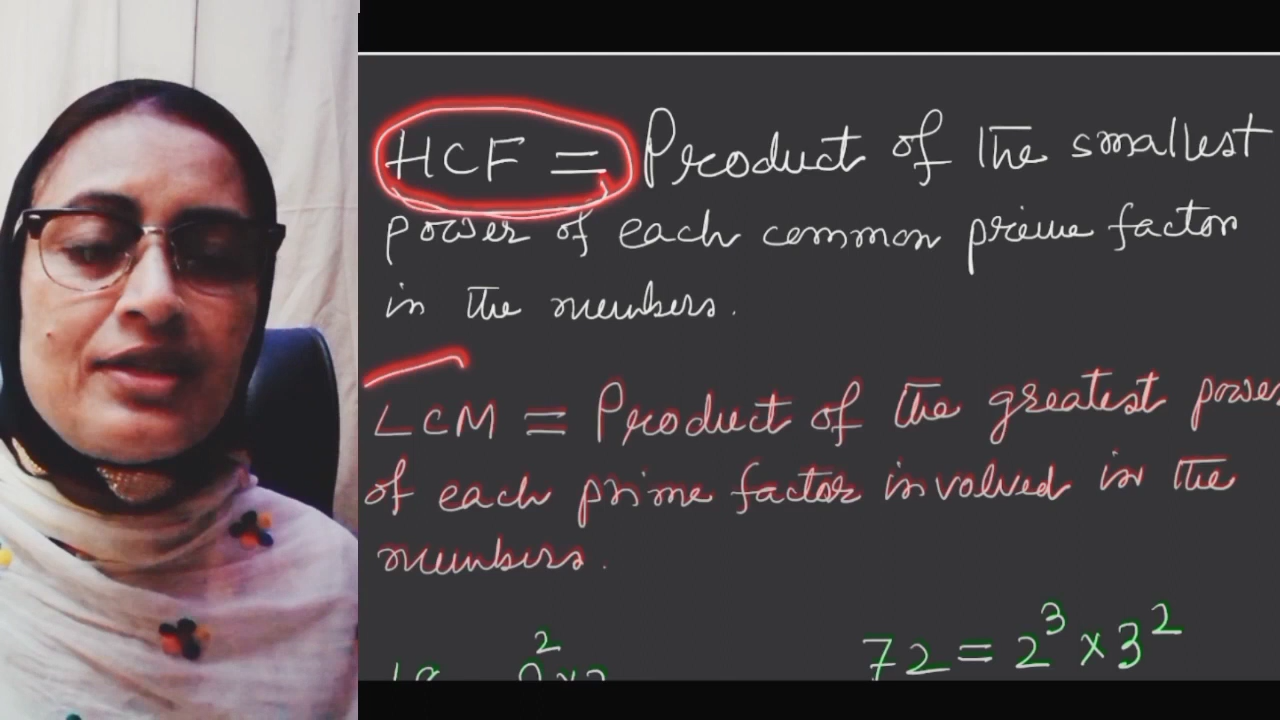 HCF = Product of the smallest
power of each common prime factor
in the numbers.
LCM = Product of the greatest power
of each prime factor involved in the
numbers.
72 = 2³ × 3²